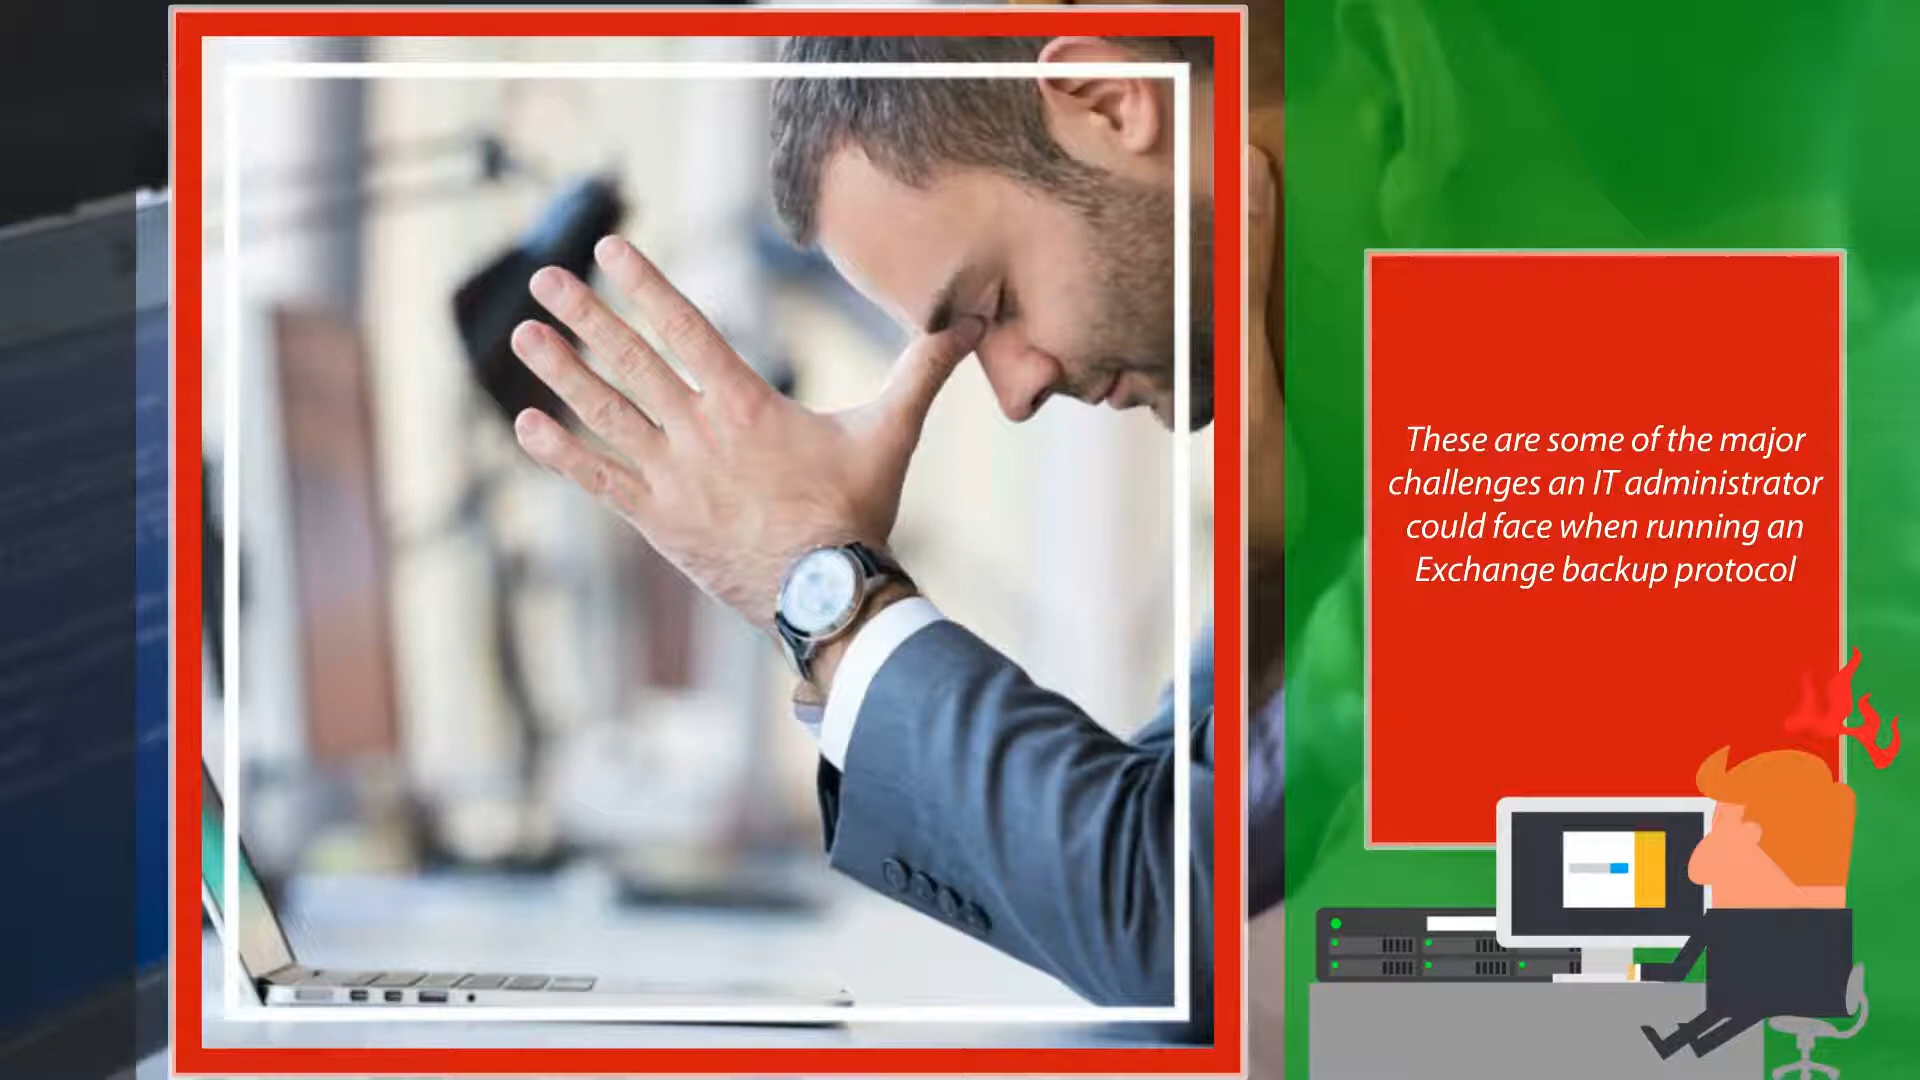 These are some of the major
challenges an IT administrator
could face when running an
Exchange backup protocol